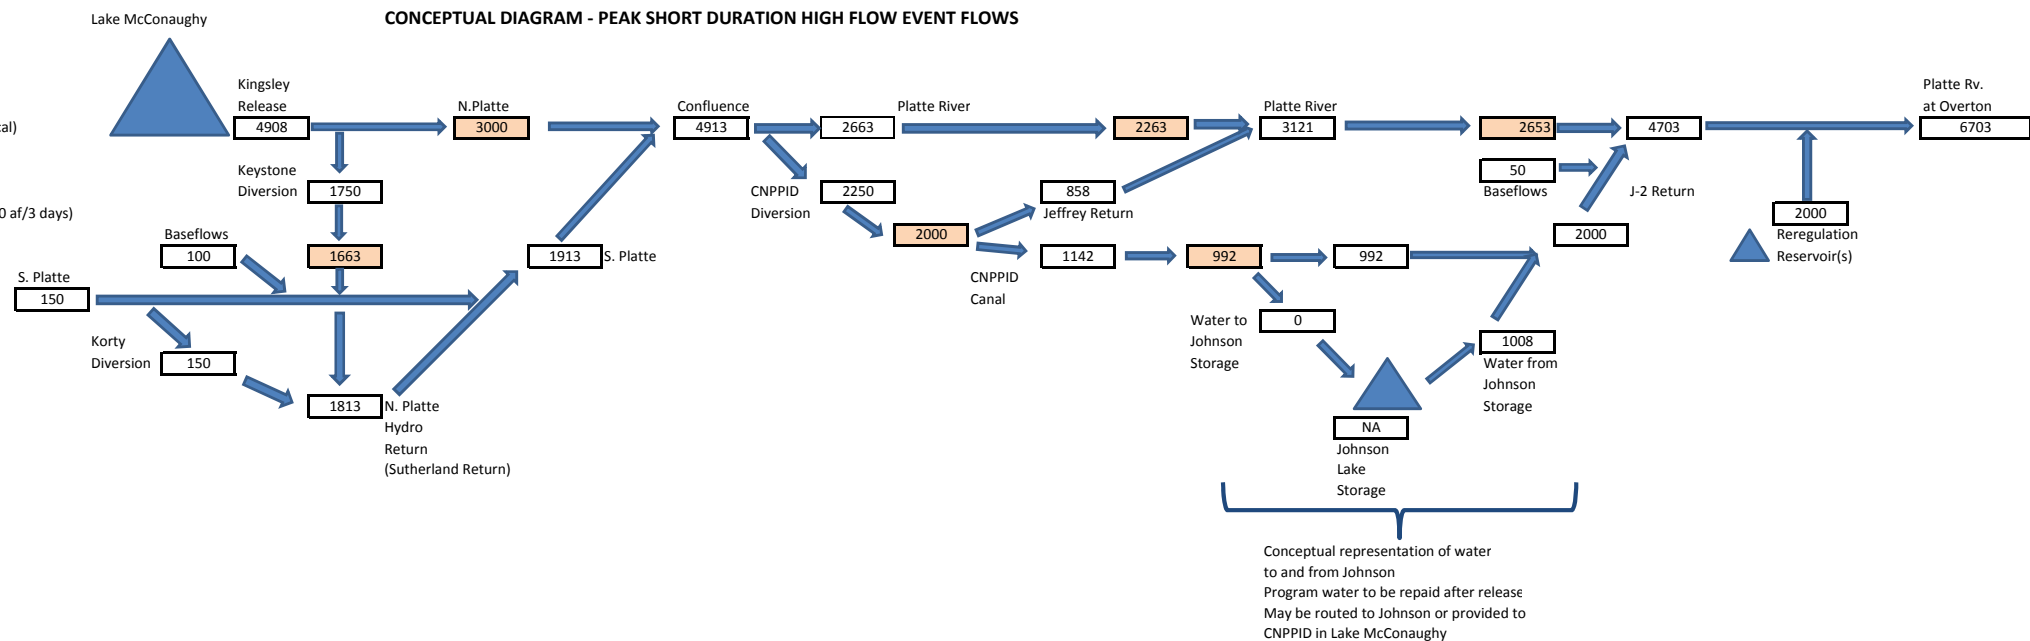 Lake McConaughy
CONCEPTUAL DIAGRAM - PEAK SHORT DURATION HIGH FLOW EVENT FLOWS
Kingsley
Release
4908
N.Platte
3000
Confluence
4913
2663
Platte River
2263
Platte River
3121
2653
4703
Platte Rv.
at Overton
6703
cal)
Keystone
Diversion
1750
CNPPID
Diversion
2250
858
Jeffrey Return
50
Baseflows
J-2 Return
2000
Reregulation
Reservoir(s)
0 af/3 days)
Baseflows
100
1663
1913
S. Platte
2000
CNPPID
Canal
1142
992
992
2000
S. Platte
150
Korty
Diversion
150
1813
N. Platte
Hydro
Return
(Sutherland Return)
Water to
Johnson
Storage
0
1008
Water from
Johnson
Storage
NA
Johnson
Lake
Storage
Conceptual representation of water
to and from Johnson
Program water to be repaid after release
May be routed to Johnson or provided to
CNPPID in Lake McConaughy